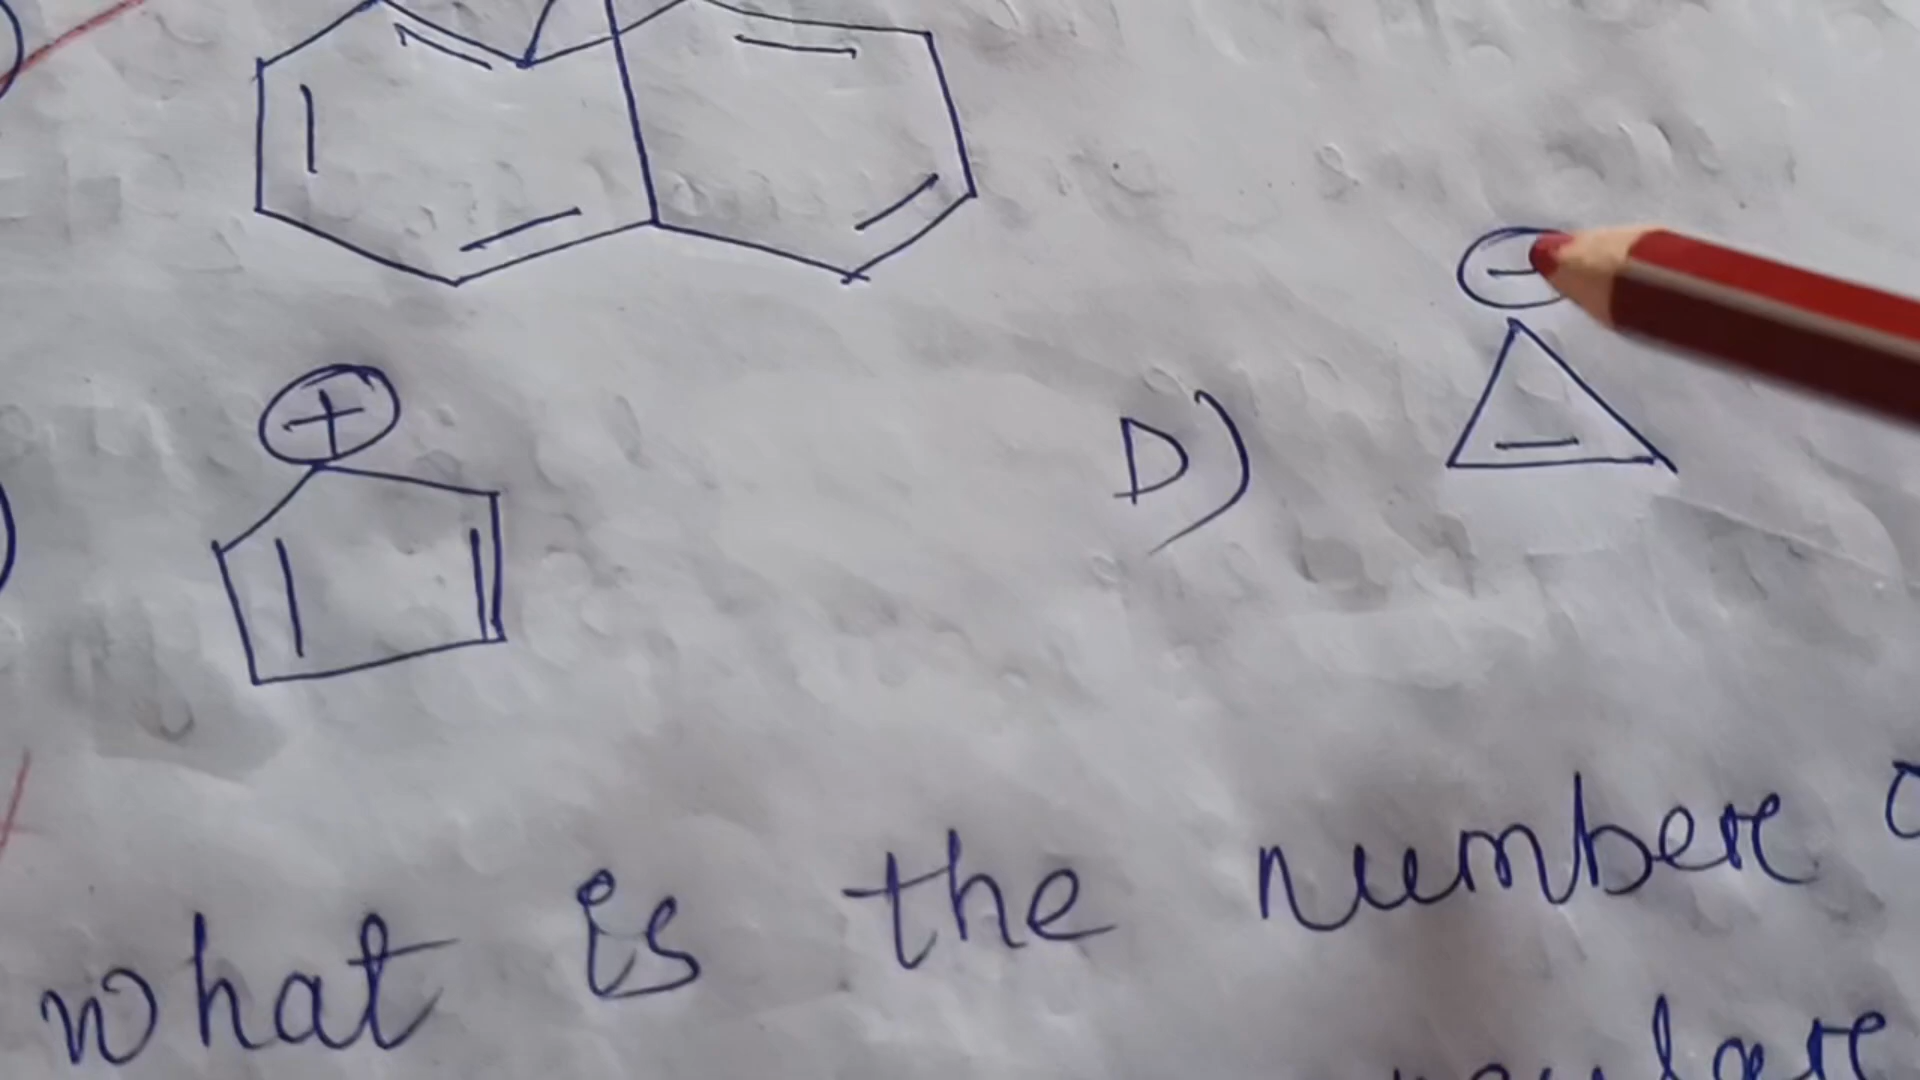 +
−
D)
what is the number